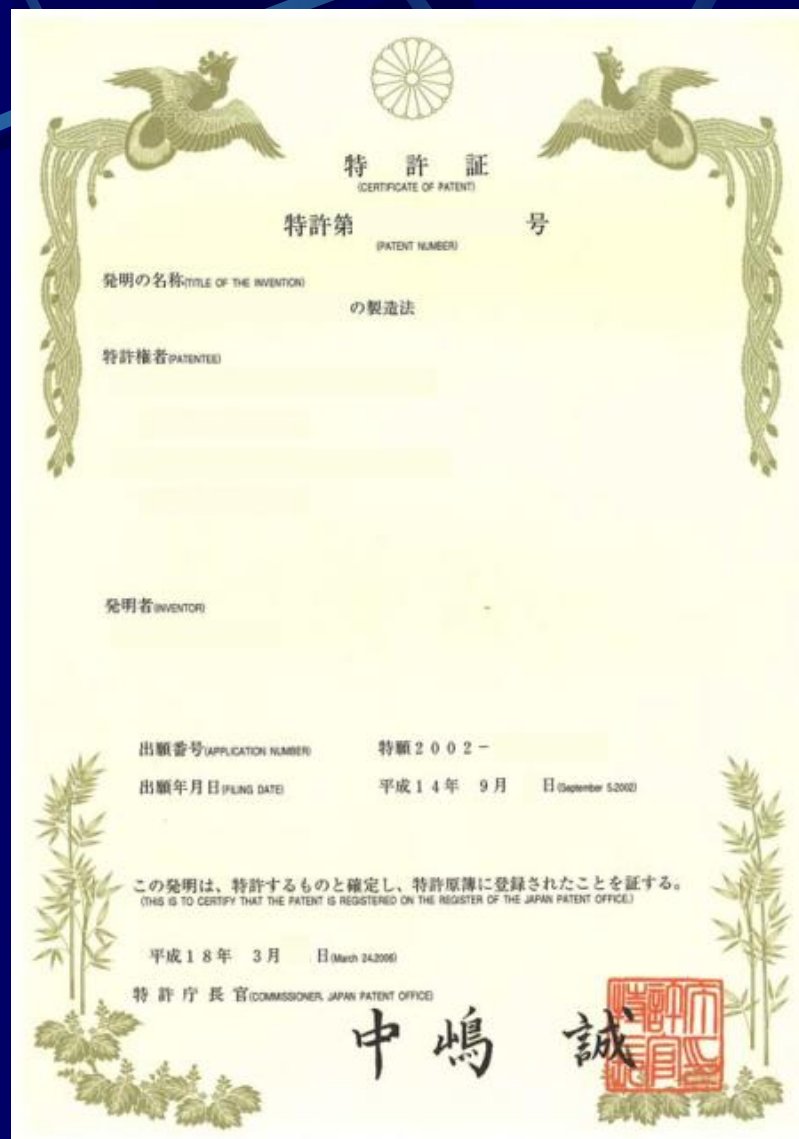 特許証
(CERTIFICATE OF PATENT)
特許第 号
(PATENT NUMBER)
発明の名称(TITLE OF THE INVENTION)
の製造法
特許権者(PATENTEE)
発明者(INVENTOR)
出願番号(APPLICATION NUMBER) 特願2002-
出願年月日(FILING DATE) 平成14年 9月 日(September 5,2002)
この発明は、特許するものと確定し、特許原簿に登録されたことを証する。
(THIS IS TO CERTIFY THAT THE PATENT IS REGISTERED ON THE REGISTER OF THE JAPAN PATENT OFFICE.)
平成18年 3月 日(March 24,2006)
特許庁長官(COMMISSIONER, JAPAN PATENT OFFICE)
中嶋 誠